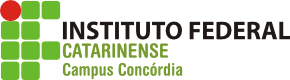 INSTITUTO FEDERAL
CATARINENSE
Campus Concórdia